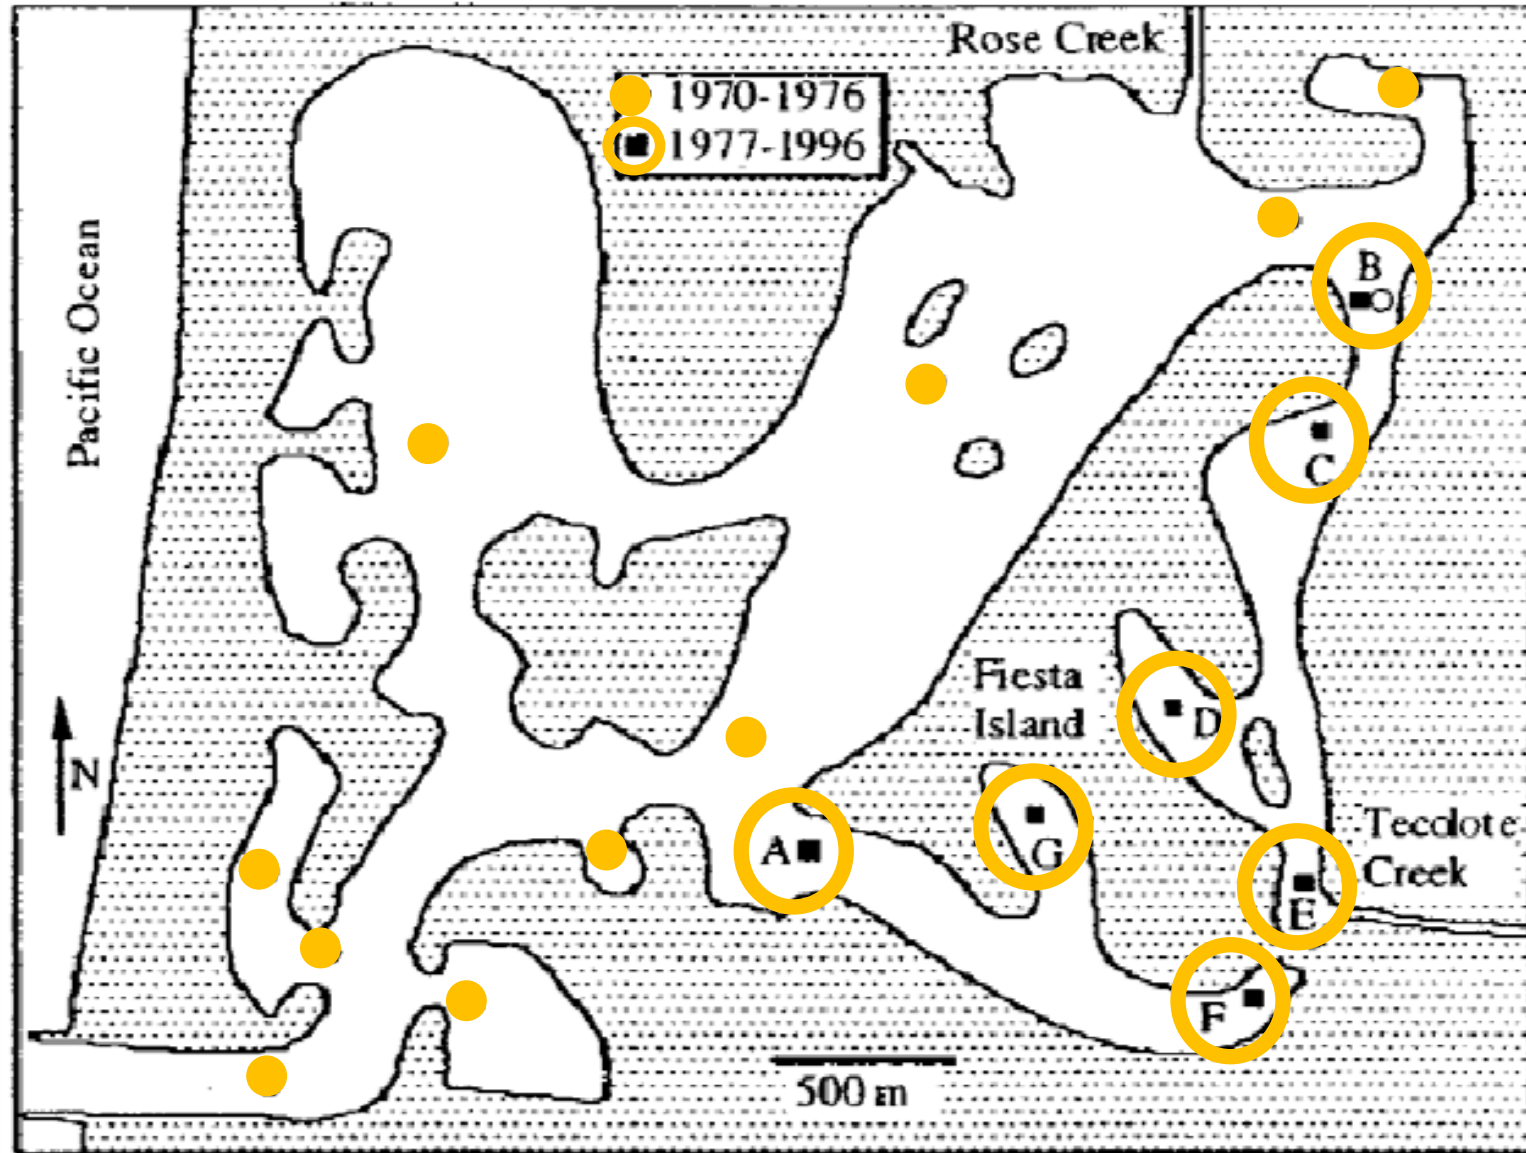 Rose Creek
1970-1976
1977-1996
Pacific Ocean
B
C
Fiesta
Island
D
N
A
G
Tecolote
Creek
E
F
500 m